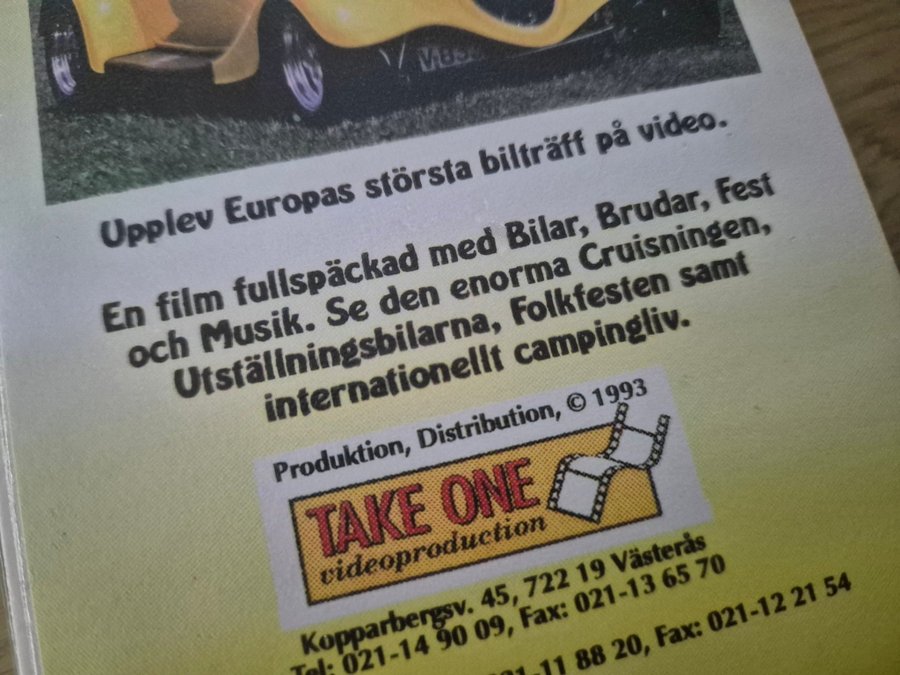 Upplev Europas största bilträff på video.
En film fullspäckad med Bilar, Brudar, Fest
och Musik. Se den enorma Cruisningen,
Utställningsbilarna, Folkfesten samt
internationellt campingliv.
Produktion, Distribution, © 1993
TAKE ONE
videoproduction
Kopparbergsv. 45, 722 19 Västerås
Tel: 021-14 90 09, Fax: 021-13 65 70
11 88 20, Fax: 021-12 21 54